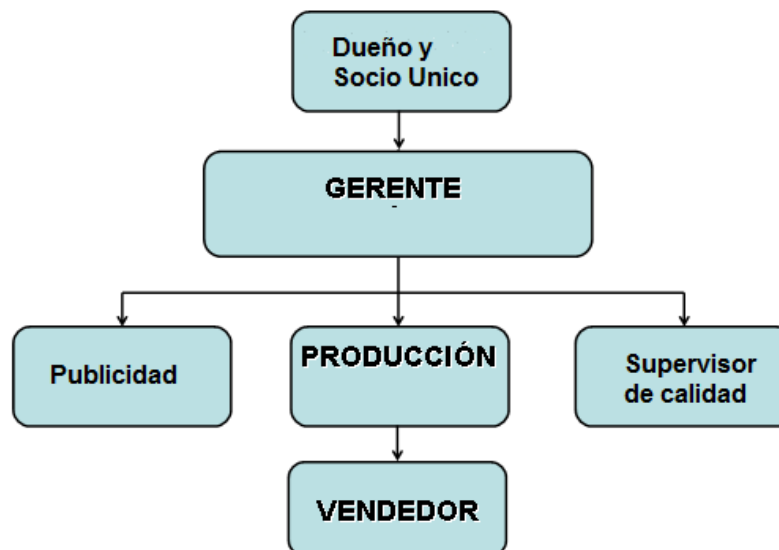 Dueño y
Socio Unico
GERENTE
-
Publicidad
PRODUCCIÓN
Supervisor
de calidad
VENDEDOR